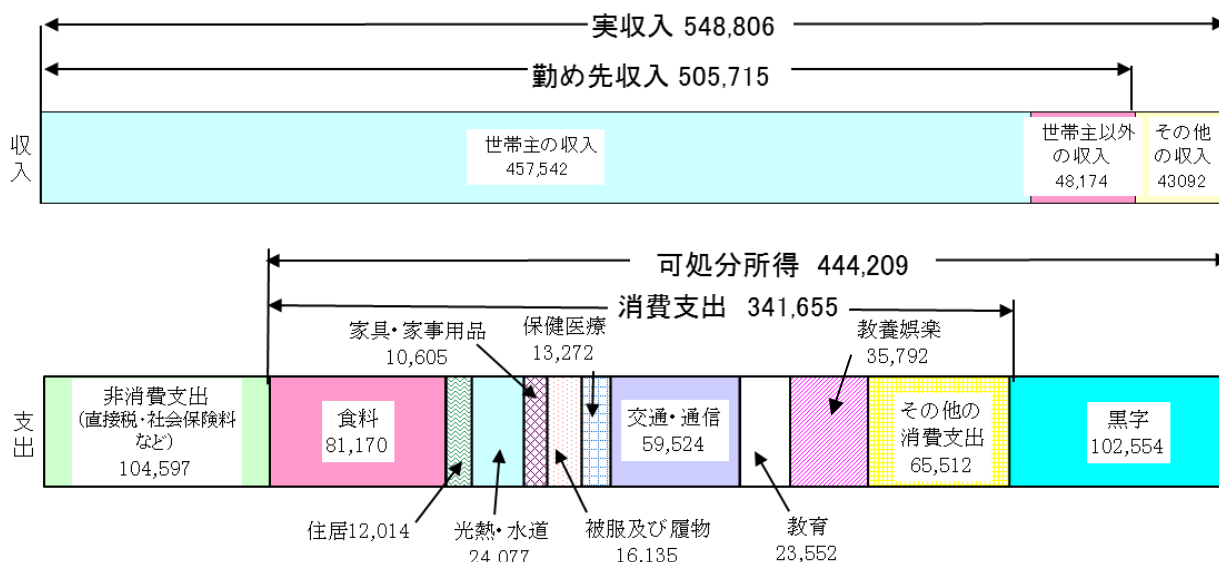 実収入 548,806
勤め先収入 505,715
収入
世帯主の収入
457,542
世帯主以外
の収入
48,174
その他
の収入
43092
可処分所得 444,209
消費支出 341,655
家具・家事用品
10,605
保健医療
13,272
教養娯楽
35,792
支出
非消費支出
(直接税・社会保険料
など)
104,597
食料
81,170
交通・通信
59,524
その他の
消費支出
65,512
黒字
102,554
住居12,014
光熱・水道
24,077
被服及び履物
16,135
教育
23,552